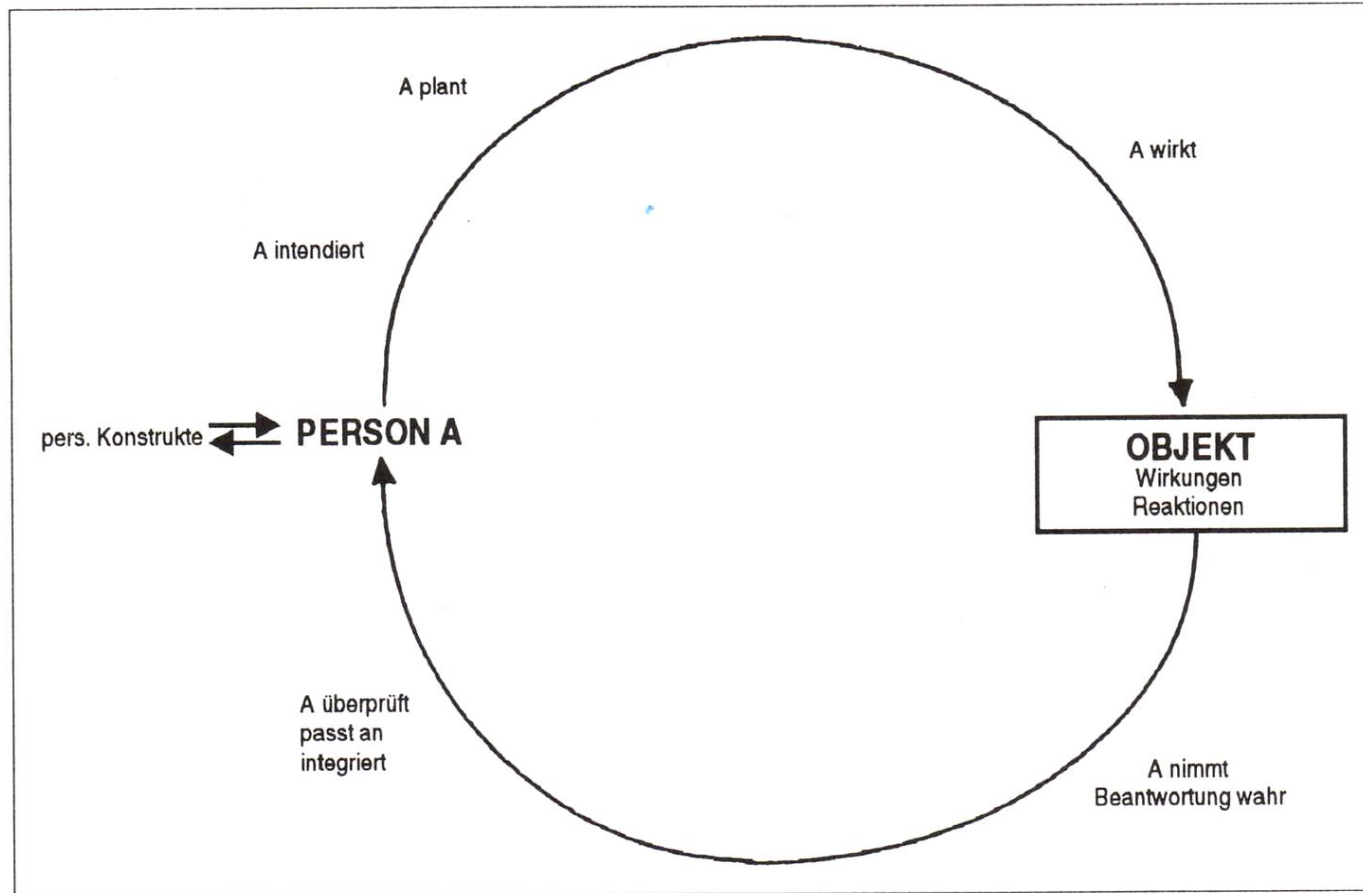 A plant
A wirkt
A intendiert
pers. Konstrukte
PERSON A
OBJEKT
Wirkungen
Reaktionen
A überprüft
passt an
integriert
A nimmt
Beantwortung wahr